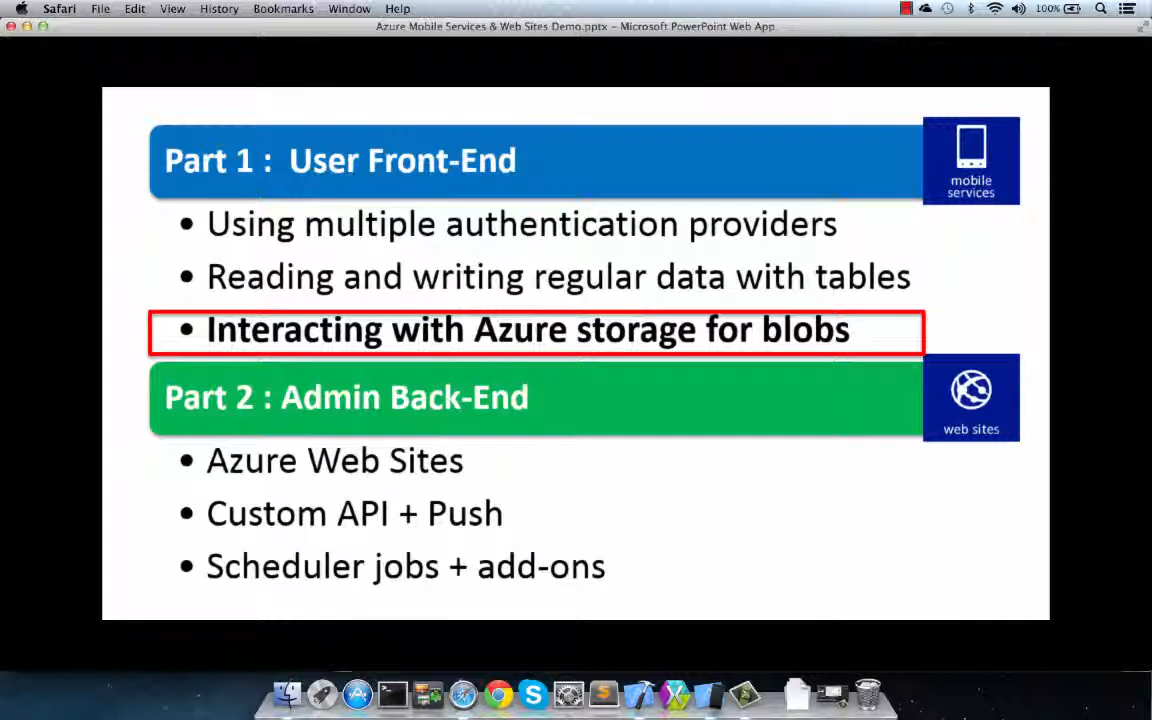 Safari File Edit View History Bookmarks Window Help 100%
Azure Mobile Services & Web Sites Demo.pptx – Microsoft PowerPoint Web App
Part 1 : User Front-End
mobile
services
• Using multiple authentication providers
• Reading and writing regular data with tables
• Interacting with Azure storage for blobs
Part 2 : Admin Back-End
web sites
• Azure Web Sites
• Custom API + Push
• Scheduler jobs + add-ons